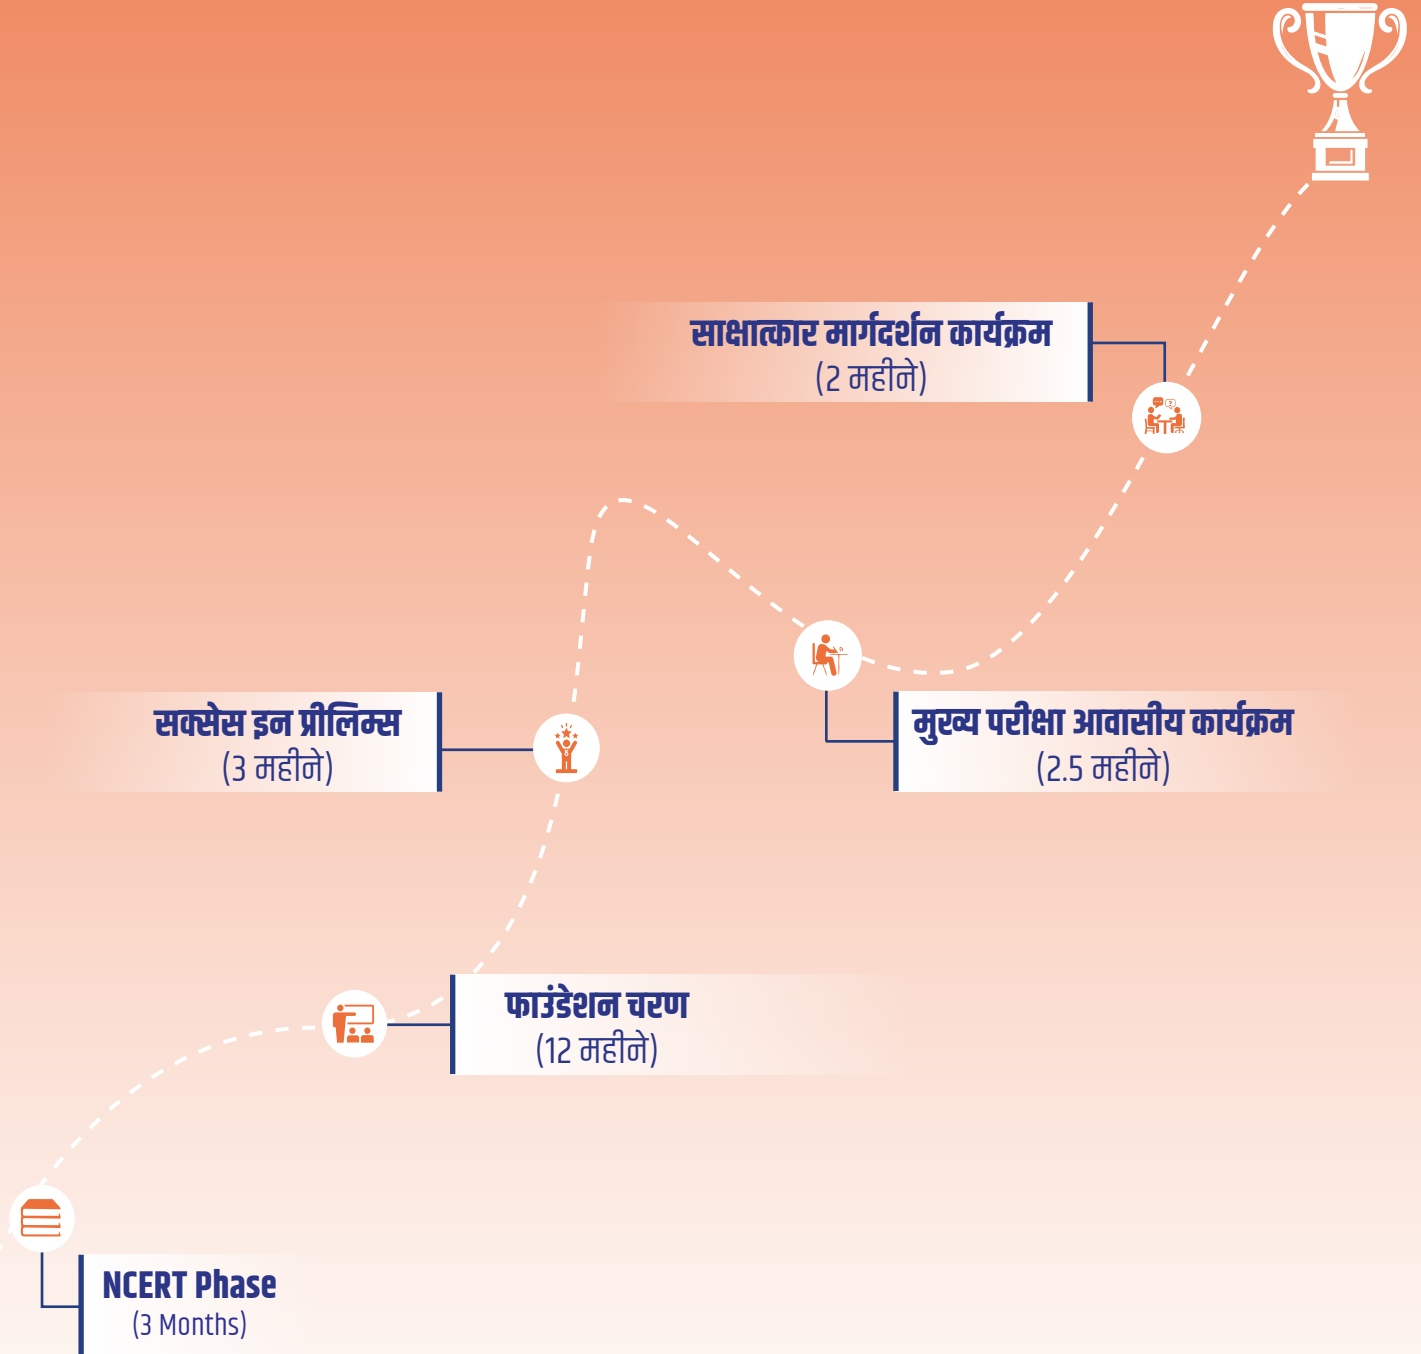 साक्षात्कार मार्गदर्शन कार्यक्रम
(2 महीने)
सक्सेस इन प्रीलिम्स
(3 महीने)
मुख्य परीक्षा आवासीय कार्यक्रम
(2.5 महीने)
फाउंडेशन चरण
(12 महीने)
NCERT Phase
(3 Months)